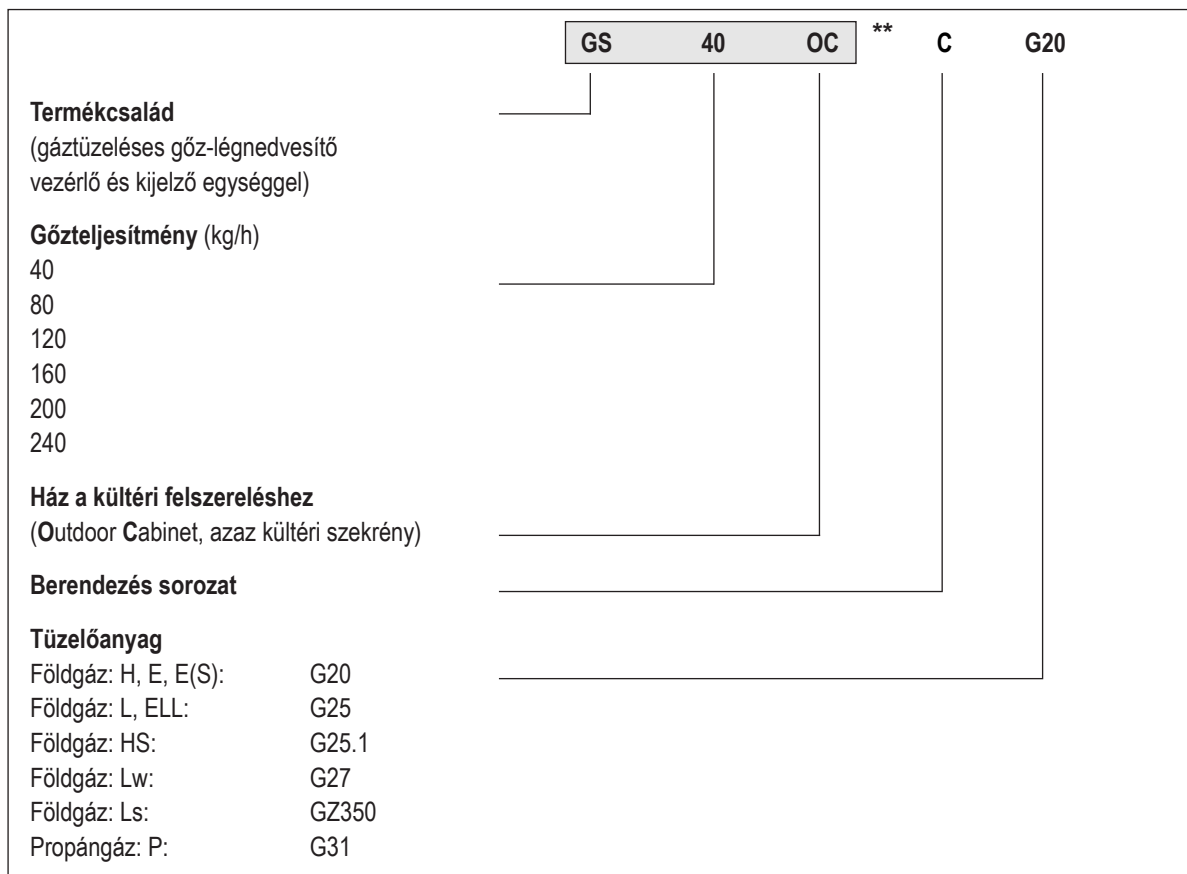 GS 40 OC ** C G20
Termékcsalád
(gáztüzeléses gőz-légnedvesítő
vezérlő és kijelző egységgel)
Gőzteljesítmény (kg/h)
40
80
120
160
200
240
Ház a kültéri felszereléshez
(Outdoor Cabinet, azaz kültéri szekrény)
Berendezés sorozat
Tüzelőanyag
Földgáz: H, E, E(S): G20
Földgáz: L, ELL: G25
Földgáz: HS: G25.1
Földgáz: Lw: G27
Földgáz: Ls: GZ350
Propángáz: P: G31